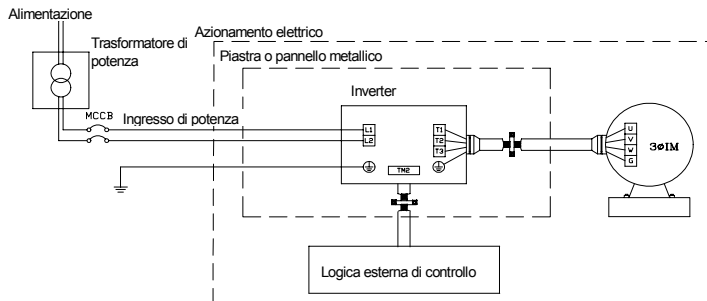 Alimentazione
Azionamento elettrico
Trasformatore di
potenza
Piastra o pannello metallico
Inverter
MCCB
Ingresso di potenza
L1
L2
T1
T2
T3
TM2
U
V
W
G
3øIM
Logica esterna di controllo